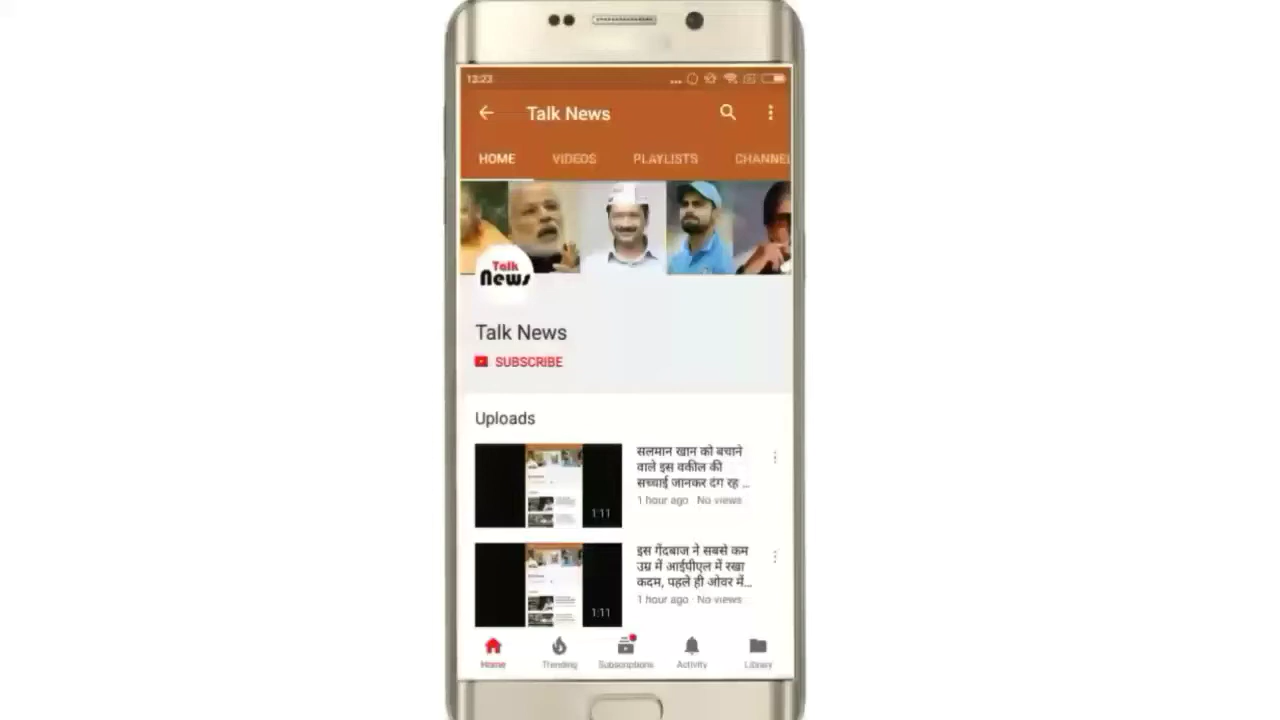 12:23
Talk News
HOME VIDEOS PLAYLISTS CHANNEL
Talk
News
Talk News
SUBSCRIBE
Uploads
सलमान खान को बचाने
वाले इस वकील की
सच्चाई जानकर दंग रह ...
1 hour ago · No views
1:11
इस गेंदबाज ने सबसे कम
उम्र में आईपीएल में रखा
कदम, पहले ही ओवर में...
1 hour ago · No views
1:11
Home Trending Subscriptions Activity Library